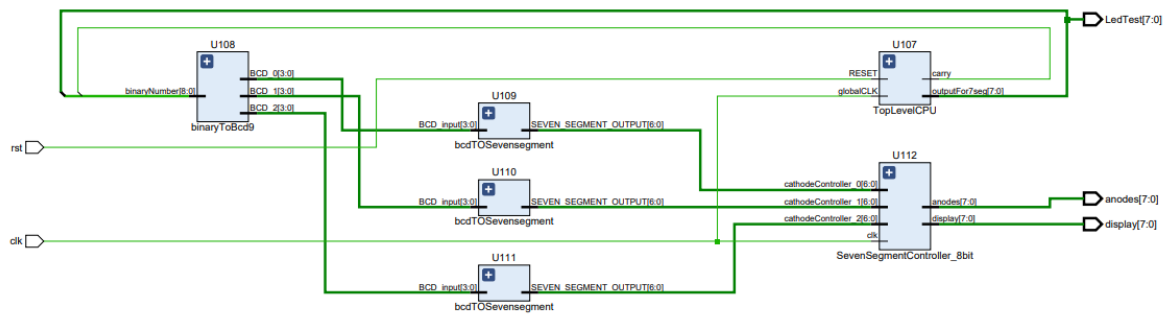 LedTest[7:0]
U108
binaryNumber[8:0]
BCD_0[3:0]
BCD_1[3:0]
BCD_2[3:0]
binaryToBcd9
U107
RESET
carry
globalCLK
outputFor7seq[7:0]
TopLevelCPU
U109
BCD_input[3:0]
SEVEN_SEGMENT_OUTPUT[6:0]
bcdTOSevensegment
rst
U110
BCD_input[3:0]
SEVEN_SEGMENT_OUTPUT[6:0]
bcdTOSevensegment
U112
cathodeController_0[6:0]
cathodeController_1[6:0]
cathodeController_2[6:0]
clk
anodes[7:0]
display[7:0]
SevenSegmentController_8bit
anodes[7:0]
display[7:0]
clk
U111
BCD_input[3:0]
SEVEN_SEGMENT_OUTPUT[6:0]
bcdTOSevensegment